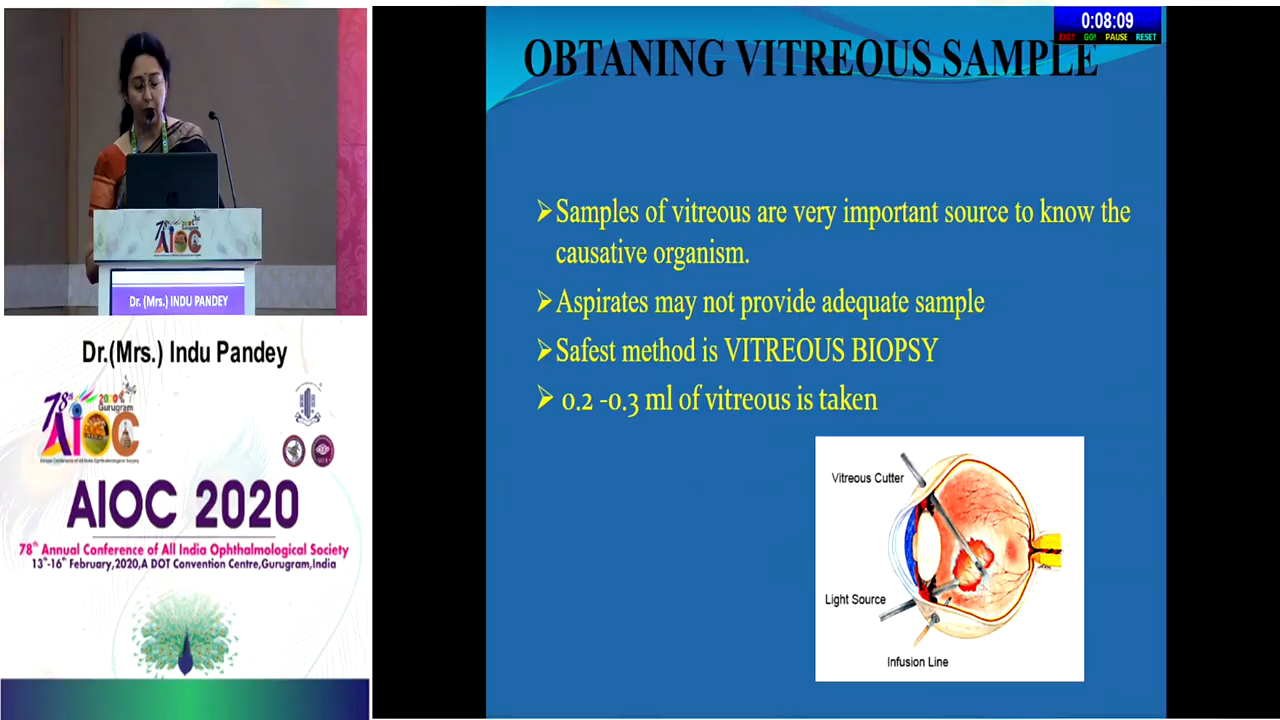 0:08:09
EXIT GO! PAUSE RESET
OBTANING VITREOUS SAMPLE
Samples of vitreous are very important source to know the
causative organism.
Aspirates may not provide adequate sample
Safest method is VITREOUS BIOPSY
0.2 -0.3 ml of vitreous is taken
Vitreous Cutter
Light Source
Infusion Line
AIOC
Dr. (Mrs.) INDU PANDEY
Dr.(Mrs.) Indu Pandey
78th 2020
Gurugram
AIOC
AIOC 2020
78th Annual Conference of All India Ophthalmological Society
13th-16th February,2020,A DOT Convention Centre,Gurugram,India